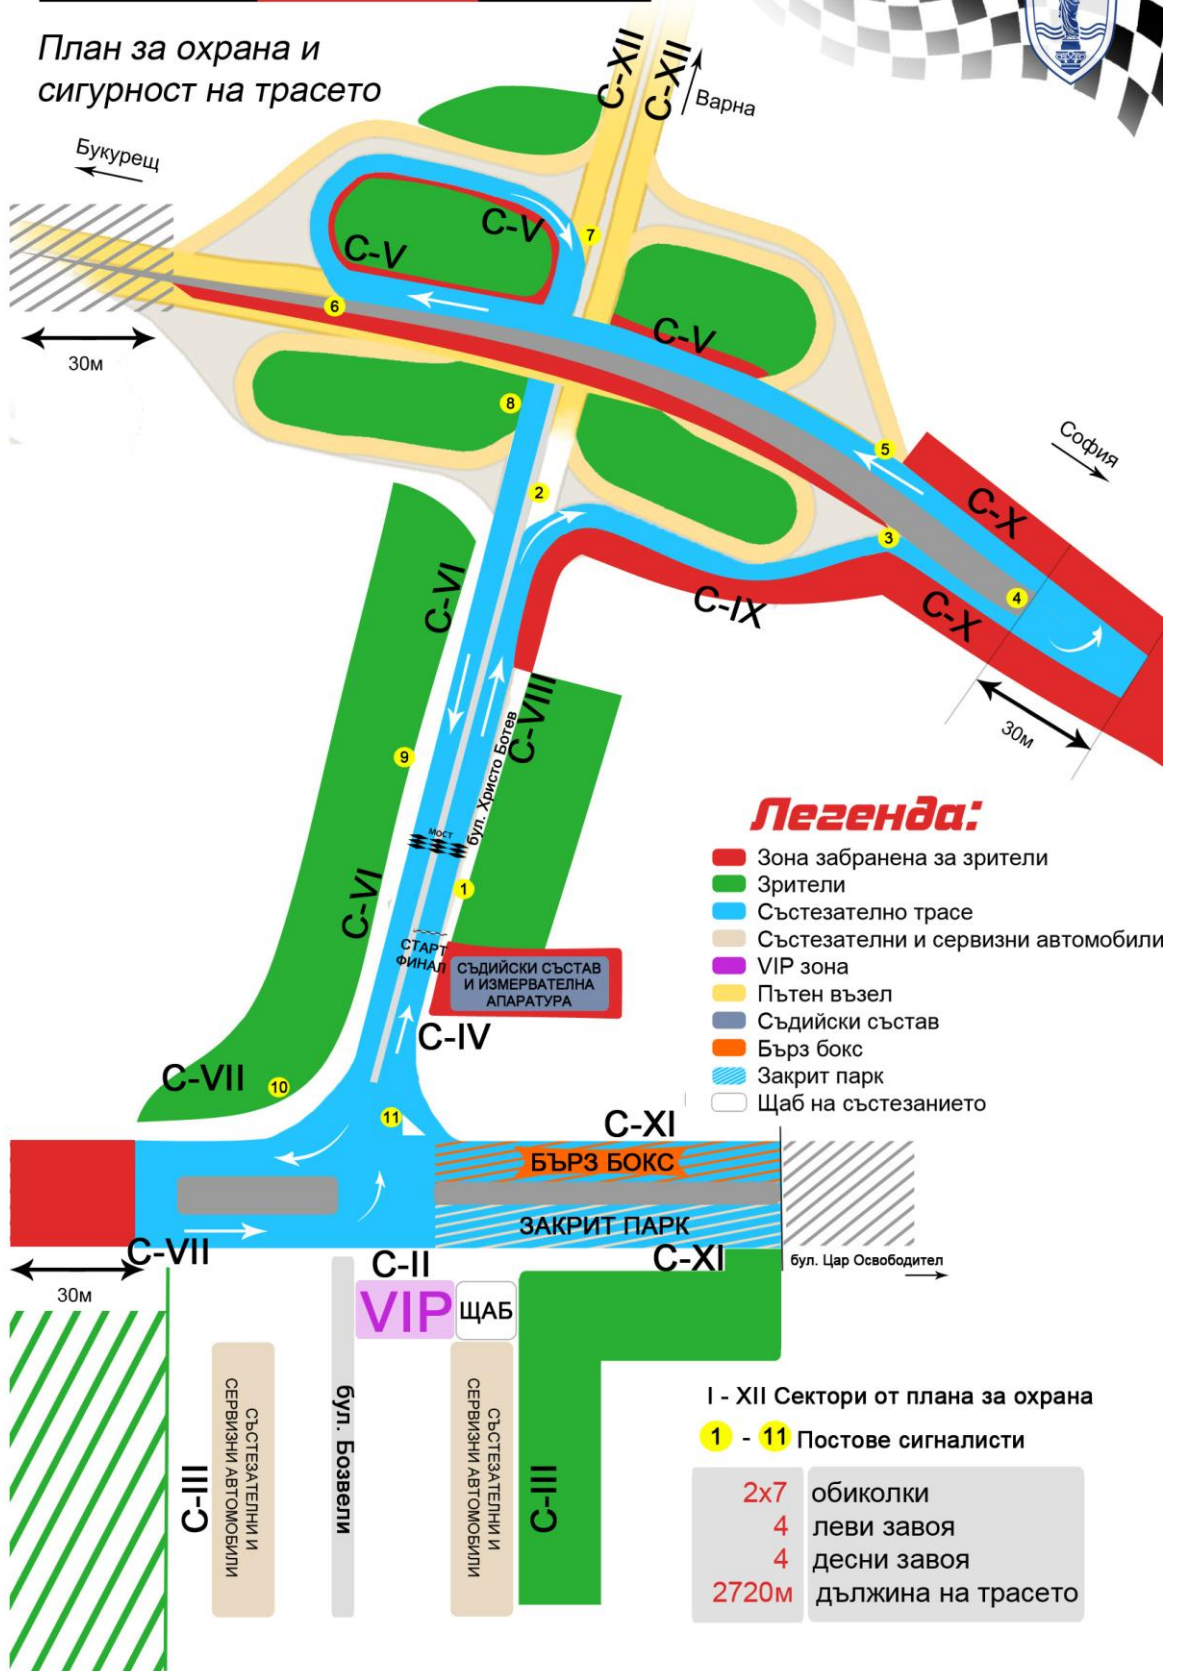 План за охрана и
сигурност на трасето
C-XII
C-XII
Варна
Букурещ
C-V
7
C-V
6
C-V
30м
8
5
София
2
C-X
3
C-VI
4
C-IX
C-X
C-VIII
30м
9
бул. Христо Ботев
Легенда:
мост
Зона забранена за зрители
Зрители
C-VI
1
Състезателно трасе
Състезателни и сервизни автомобили
СТАРТ
ФИНАЛ
СЪДИЙСКИ СЪСТАВ
И ИЗМЕРВАТЕЛНА
АПАРАТУРА
VIP зона
Пътен възел
Съдийски състав
C-IV
Бърз бокс
Закрит парк
Щаб на състезанието
C-VII
10
11
C-XI
БЪРЗ БОКС
ЗАКРИТ ПАРК
C-VII
C-II
C-XI
бул. Цар Освободител
30м
VIP
ЩАБ
C-III
СЪСТЕЗАТЕЛНИ И
СЕРВИЗНИ АВТОМОБИЛИ
бул. Бозвели
СЪСТЕЗАТЕЛНИ И
СЕРВИЗНИ АВТОМОБИЛИ
C-III
I - XII Сектори от плана за охрана
1 - 11 Постове сигналисти
2x7 обиколки
4 леви завоя
4 десни завоя
2720м дължина на трасето